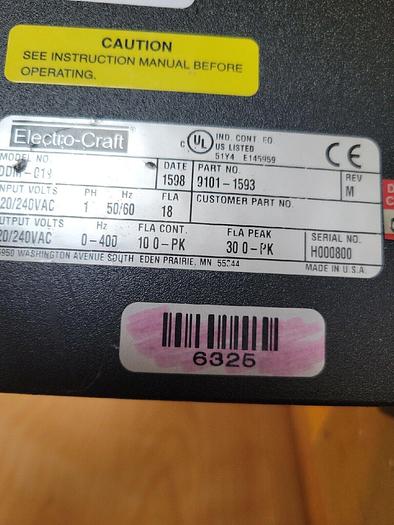 CAUTION
SEE INSTRUCTION MANUAL BEFORE
OPERATING.
Electro-Craft
C UL US LISTED IND. CONT. EQ.
51Y4 E145959
CE
MODEL NO. DATE PART NO. REV
1598 9101-1593 M
INPUT VOLTS PH Hz FLA CUSTOMER PART NO.
20/240VAC 1 50/60 18
OUTPUT VOLTS Hz FLA CONT. FLA PEAK SERIAL NO.
20/240VAC 0-400 10 0-PK 30 0-PK H000800
6950 WASHINGTON AVENUE SOUTH EDEN PRAIRIE, MN 55344 MADE IN U.S.A.
6325